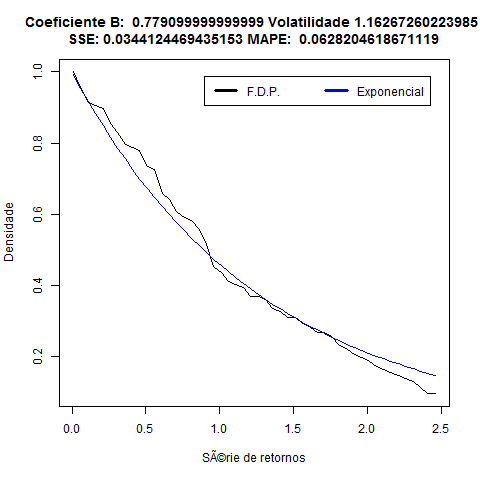 Coeficiente B:  0.779099999999999 Volatilidade 1.16267260223985
SSE: 0.0344124469435153 MAPE:  0.0628204618671119
F.D.P.
Exponencial
Densidade
1.0
0.8
0.6
0.4
0.2
0.0
0.5
1.0
1.5
2.0
2.5
SÃ©rie de retornos